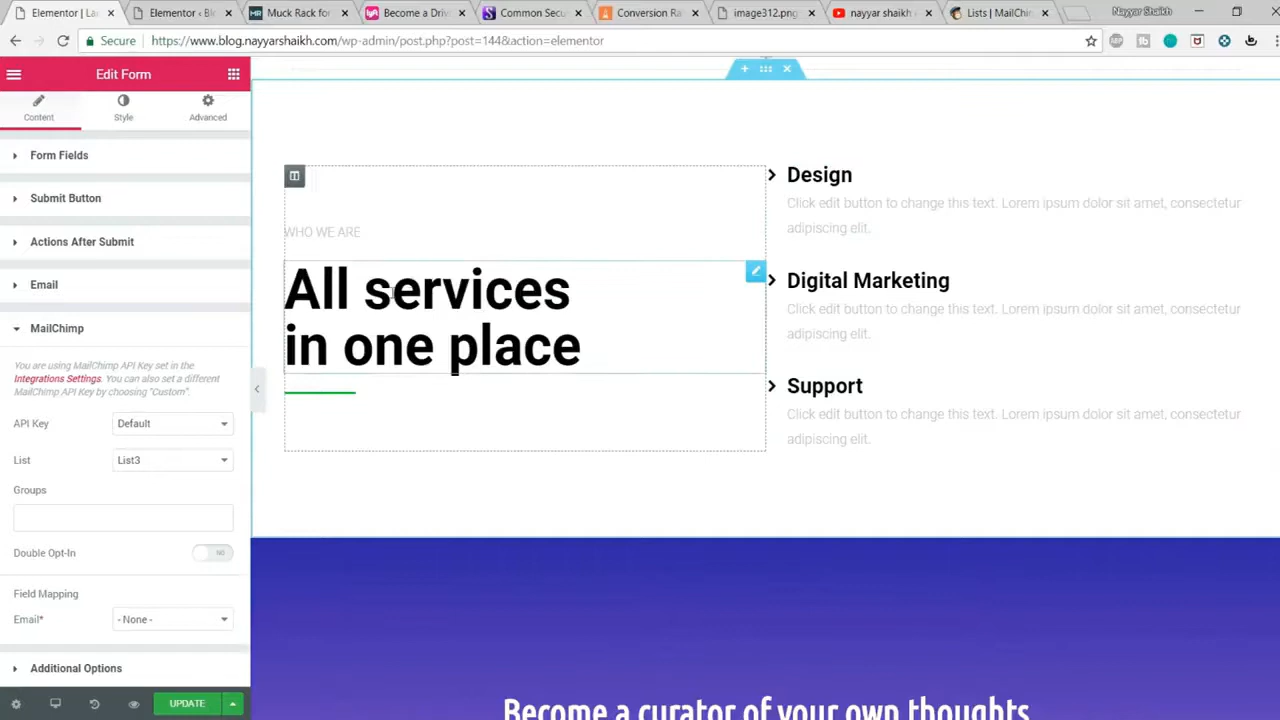 Elementor | La
Elementor ‹ Blo
Muck Rack for
Become a Driv
Common Secu
Conversion Ra
image312.png
nayyar shaikh
Lists | MailChim
Nayyar Shaikh
Secure
https://www.blog.nayyarshaikh.com/wp-admin/post.php?post=144&action=elementor
Edit Form
Content
Style
Advanced
Form Fields
Submit Button
Actions After Submit
Email
MailChimp
You are using MailChimp API Key set in the
Integrations Settings. You can also set a different
MailChimp API Key by choosing "Custom".
API Key
Default
List
List3
Groups
Double Opt-In
NO
Field Mapping
Email*
- None -
Additional Options
UPDATE
WHO WE ARE
All services
in one place
Design
Click edit button to change this text. Lorem ipsum dolor sit amet, consectetur
adipiscing elit.
Digital Marketing
Click edit button to change this text. Lorem ipsum dolor sit amet, consectetur
adipiscing elit.
Support
Click edit button to change this text. Lorem ipsum dolor sit amet, consectetur
adipiscing elit.
Become a curator of your own thoughts